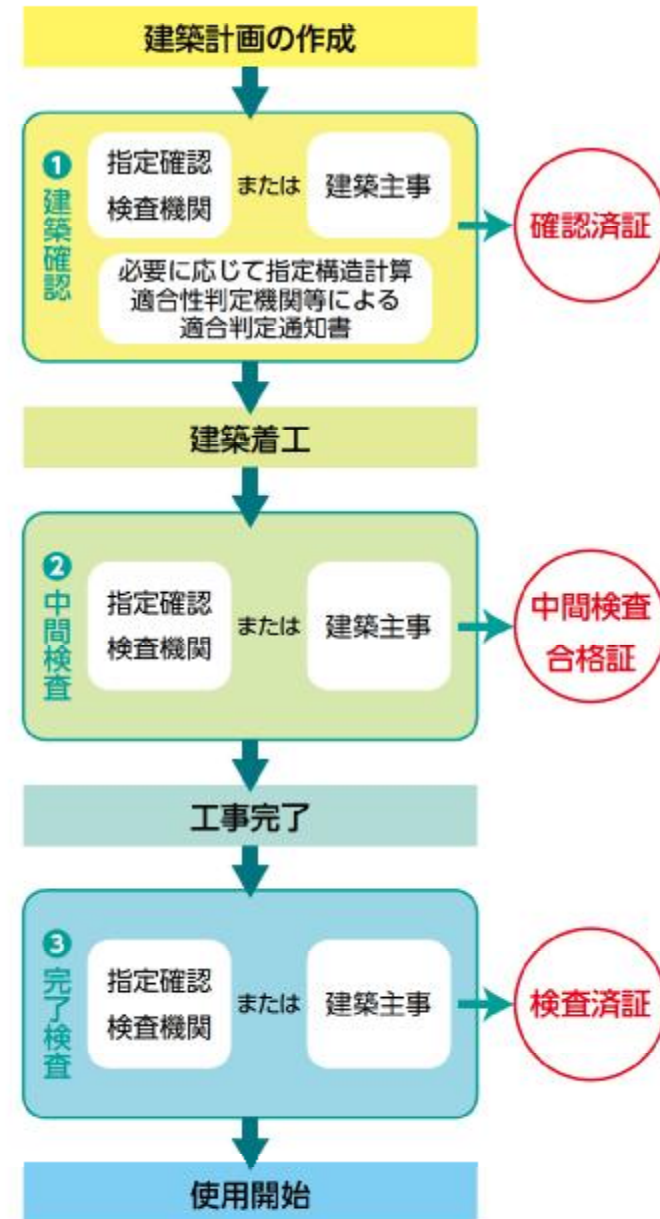 建築計画の作成
❶建築確認
指定確認
検査機関
または
建築主事
必要に応じて指定構造計算
適合性判定機関等による
適合判定通知書
確認済証
建築着工
❷中間検査
指定確認
検査機関
または
建築主事
中間検査
合格証
工事完了
❸完了検査
指定確認
検査機関
または
建築主事
検査済証
使用開始